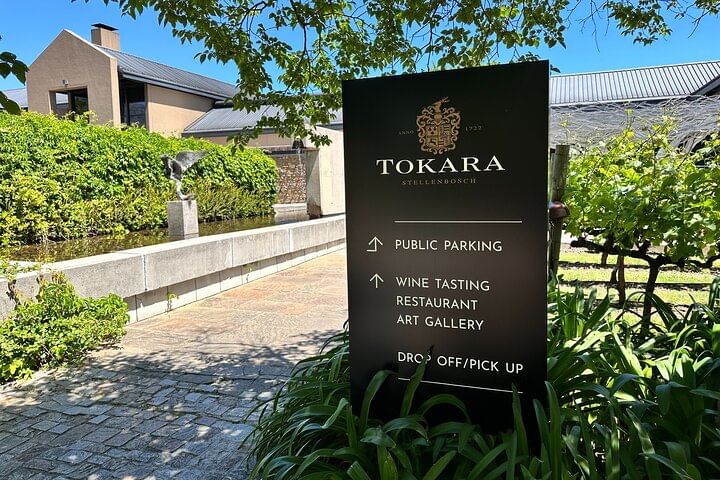 ANNO 1722
TOKARA
STELLENBOSCH
PUBLIC PARKING
WINE TASTING
RESTAURANT
ART GALLERY
DROP OFF/PICK UP